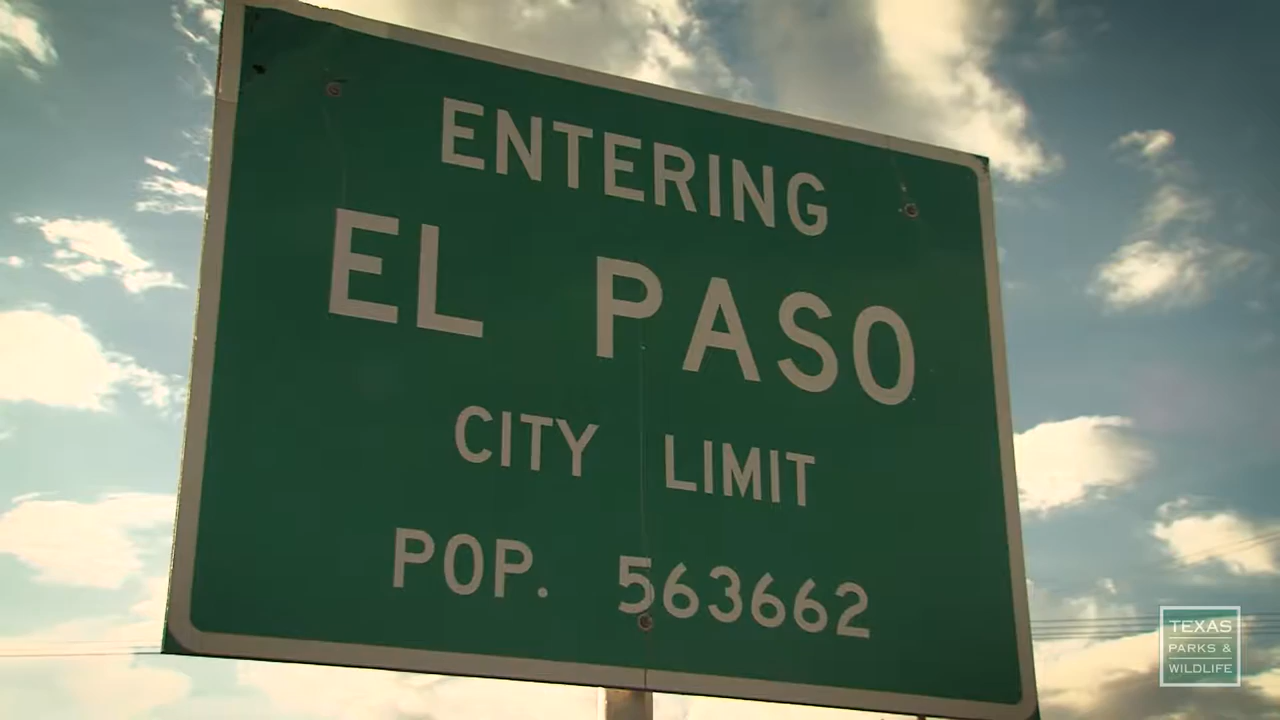 ENTERING
EL PASO
CITY LIMIT
POP. 563662
TEXAS
PARKS &
WILDLIFE